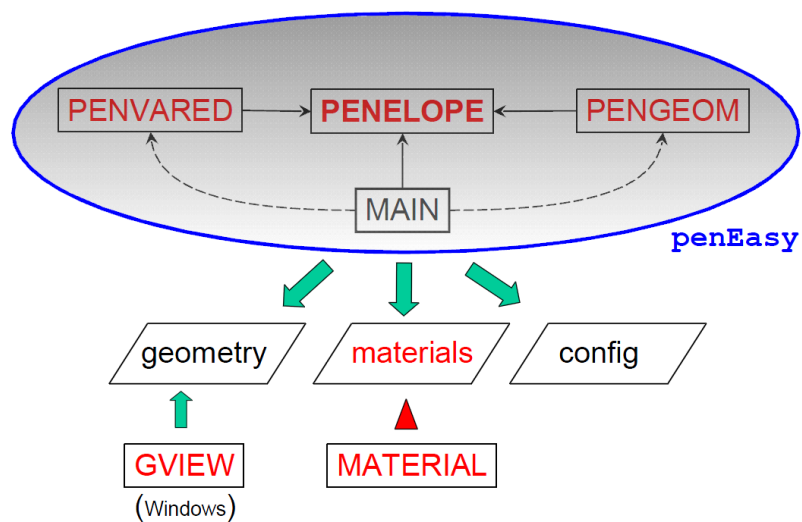 PENVARED
PENELOPE
PENGEOM
MAIN
penEasy
geometry
materials
config
GVIEW
(Windows)
MATERIAL